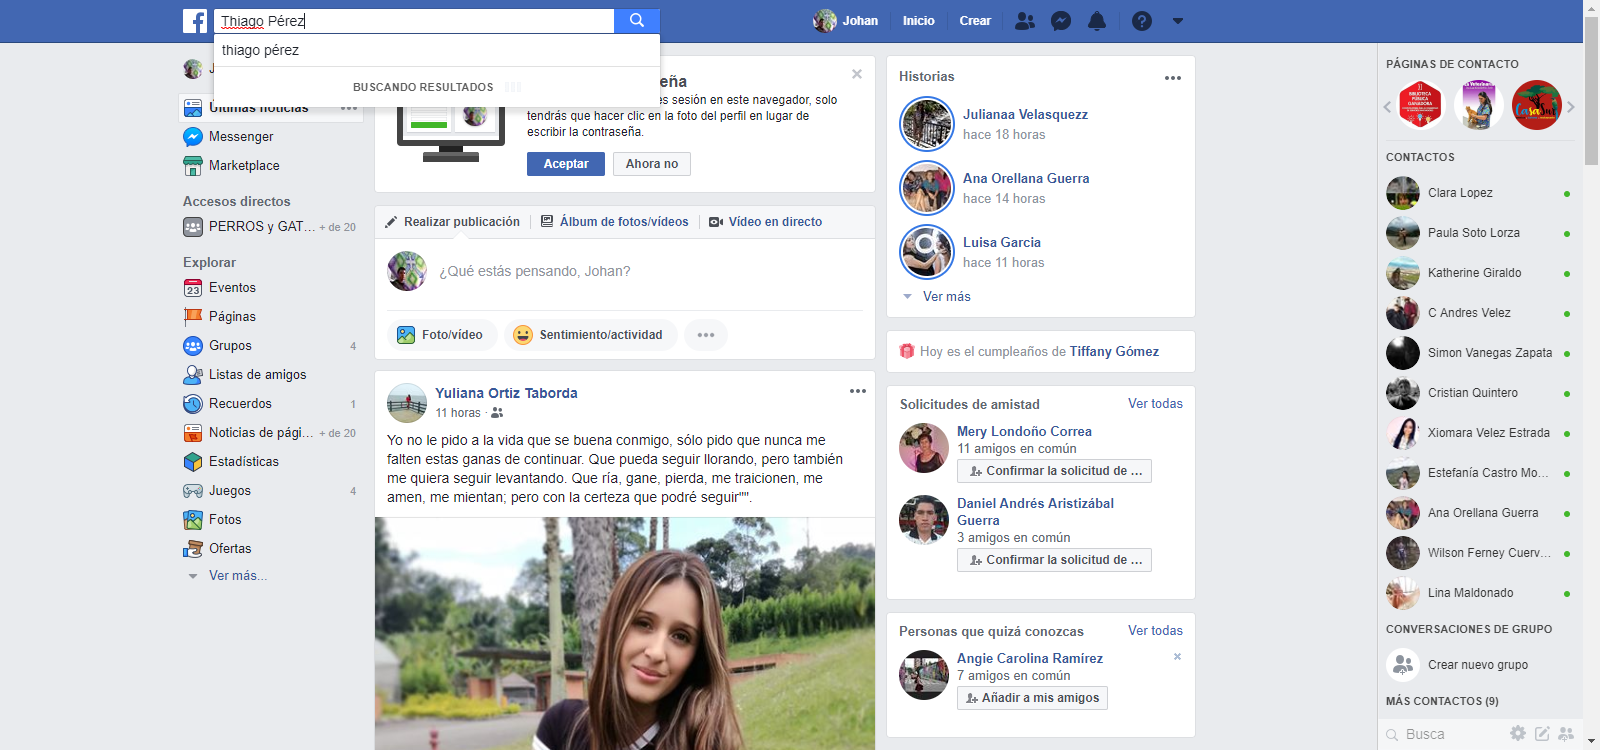 Thiago Pérez
Johan
Inicio
Crear
thiago pérez
BUSCANDO RESULTADOS
J
Últimas noticias
Messenger
Marketplace
Accesos directos
PERROS y GAT... + de 20
Explorar
23
Eventos
Páginas
Grupos 4
Listas de amigos
Recuerdos 1
Noticias de pági... + de 20
Estadísticas
Juegos 4
Fotos
Ofertas
Ver más...
eña
es sesión en este navegador, solo
tendrás que hacer clic en la foto del perfil en lugar de
escribir la contraseña.
Aceptar
Ahora no
Realizar publicación
Álbum de fotos/vídeos
Vídeo en directo
¿Qué estás pensando, Johan?
Foto/vídeo
Sentimiento/actividad
Yuliana Ortiz Taborda
11 horas ·
Yo no le pido a la vida que se buena conmigo, sólo pido que nunca me
falten estas ganas de continuar. Que pueda seguir llorando, pero también
me quiera seguir levantando. Que ría, gane, pierda, me traicionen, me
amen, me mientan; pero con la certeza que podré seguir"".
Historias
Julianaa Velasquezz
hace 18 horas
Ana Orellana Guerra
hace 14 horas
Luisa Garcia
hace 11 horas
Ver más
Hoy es el cumpleaños de Tiffany Gómez
Solicitudes de amistad Ver todas
Mery Londoño Correa
11 amigos en común
Confirmar la solicitud de ...
Daniel Andrés Aristizábal
Guerra
3 amigos en común
Confirmar la solicitud de ...
Personas que quizá conozcas Ver todas
Angie Carolina Ramírez
7 amigos en común
Añadir a mis amigos
PÁGINAS DE CONTACTO
BIBLIOTECA
PÚBLICA
GANADORA
CaSaSur
CONTACTOS
Clara Lopez
Paula Soto Lorza
Katherine Giraldo
C Andres Velez
Simon Vanegas Zapata
Cristian Quintero
Xiomara Velez Estrada
Estefanía Castro Mo...
Ana Orellana Guerra
Wilson Ferney Cuerv...
Lina Maldonado
CONVERSACIONES DE GRUPO
Crear nuevo grupo
MÁS CONTACTOS (9)
Busca